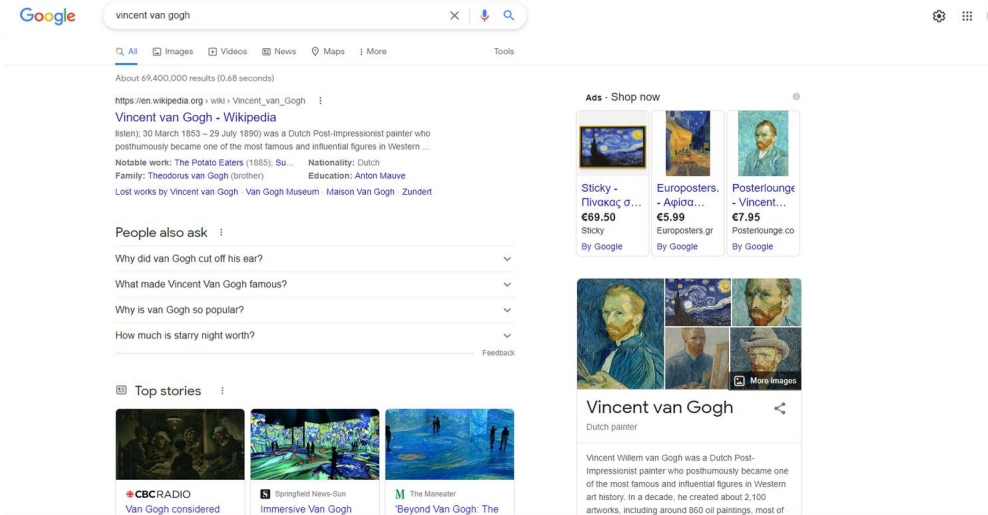 Google
vincent van gogh
All Images Videos News Maps More Tools
About 69,400,000 results (0.68 seconds)
https://en.wikipedia.org › wiki › Vincent_van_Gogh
Vincent van Gogh - Wikipedia
listen); 30 March 1853 – 29 July 1890) was a Dutch Post-Impressionist painter who
posthumously became one of the most famous and influential figures in Western ...
Notable work: The Potato Eaters (1885); Su... Nationality: Dutch
Family: Theodorus van Gogh (brother) Education: Anton Mauve
Lost works by Vincent van Gogh · Van Gogh Museum · Maison Van Gogh · Zundert
People also ask
Why did van Gogh cut off his ear?
What made Vincent Van Gogh famous?
Why is van Gogh so popular?
How much is starry night worth?
Feedback
Top stories
CBC RADIO
Van Gogh considered
Springfield News-Sun
Immersive Van Gogh
M The Maneater
'Beyond Van Gogh: The
Ads · Shop now
Sticky -
Πίνακας σ...
€69.50
Sticky
By Google
Europosters.
- Αφίσα...
€5.99
Europosters.gr
By Google
Posterlounge
- Vincent...
€7.95
Posterlounge.co
By Google
More Images
Vincent van Gogh
Dutch painter
Vincent Willem van Gogh was a Dutch Post-
Impressionist painter who posthumously became one
of the most famous and influential figures in Western
art history. In a decade, he created about 2,100
artworks, including around 860 oil paintings, most of